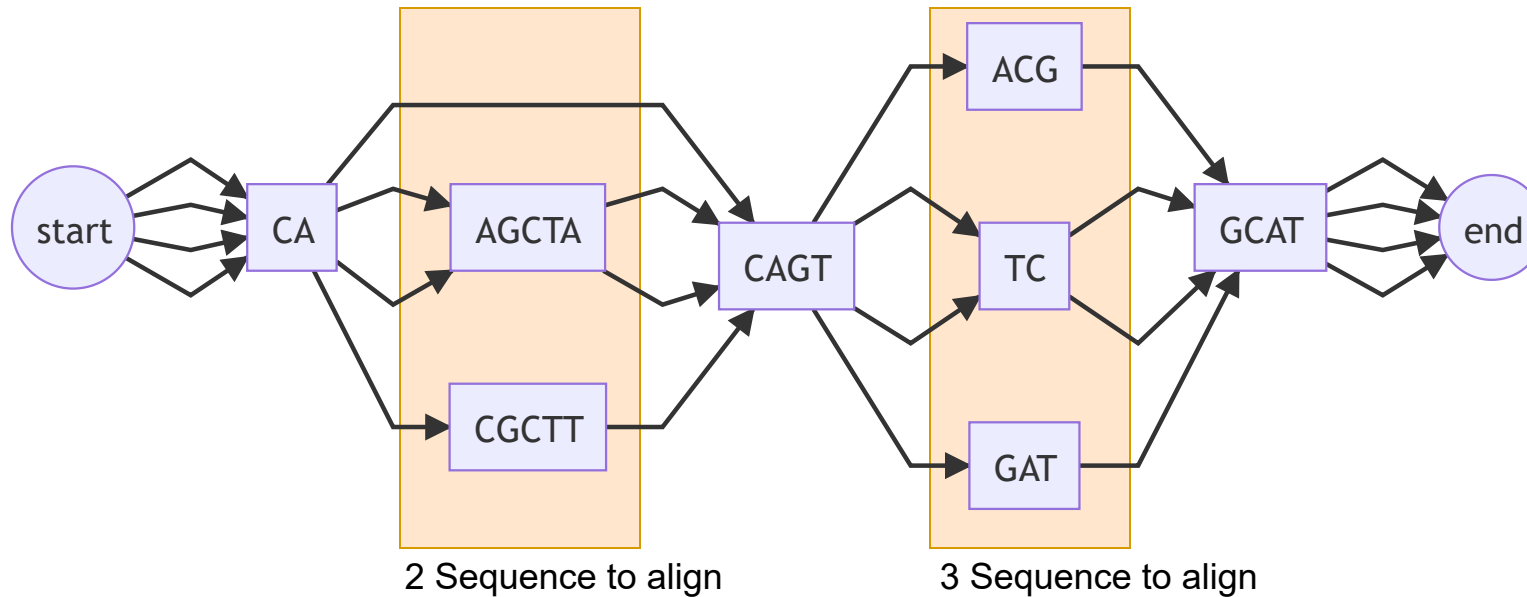 start
CA
AGCTA
CGCTT
CAGT
ACG
TC
GAT
GCAT
end
2 Sequence to align
3 Sequence to align